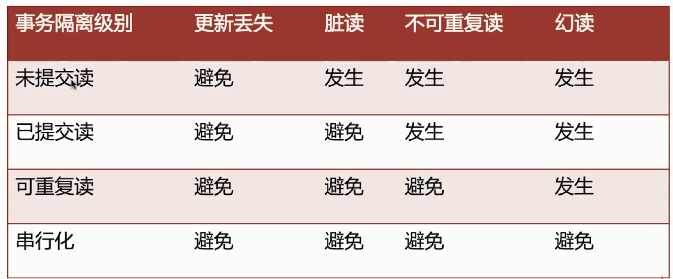 事务隔离级别 更新丢失 脏读 不可重复读 幻读
未提交读 避免 发生 发生 发生
已提交读 避免 避免 发生 发生
可重复读 避免 避免 避免 发生
串行化 避免 避免 避免 避免